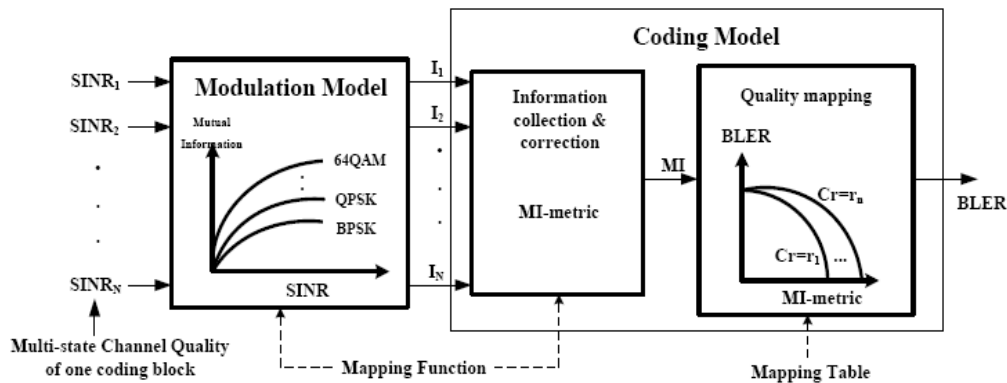 Coding Model
SINR1
SINR2
SINRN
Modulation Model
Mutual
Information
64QAM
QPSK
BPSK
SINR
I1
I2
IN
Information
collection &
correction
MI-metric
MI
Quality mapping
BLER
Cr=rn
Cr=r1 ...
MI-metric
BLER
Multi-state Channel Quality
of one coding block
Mapping Function
Mapping Table